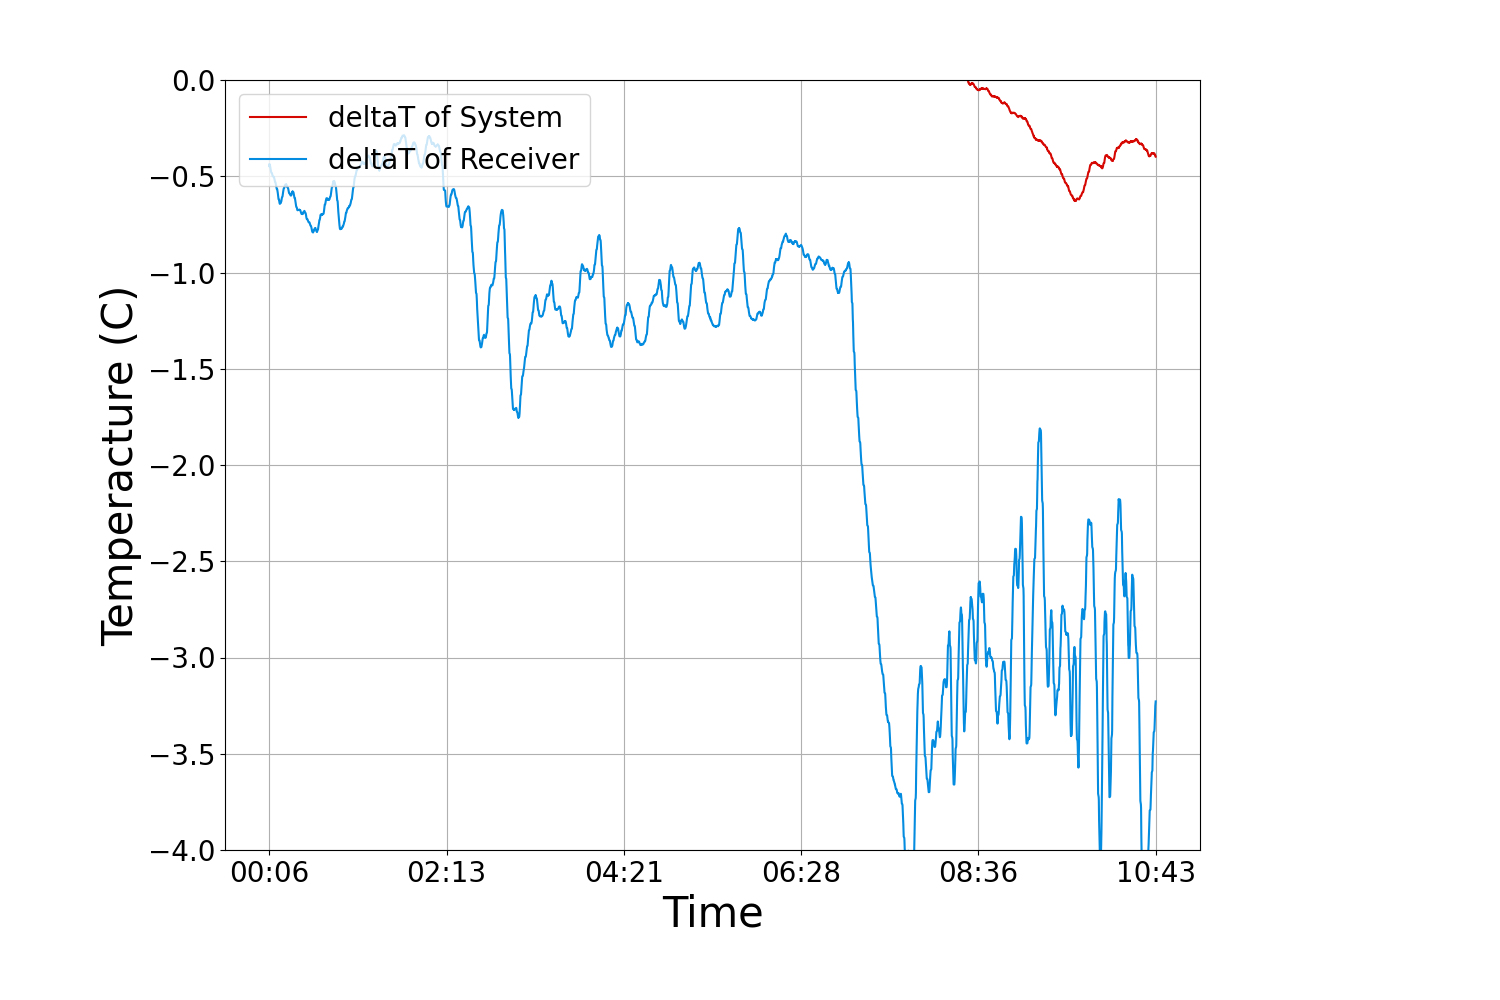 deltaT of System
deltaT of Receiver
0.0
−0.5
−1.0
−1.5
−2.0
−2.5
−3.0
−3.5
−4.0
Temperacture (C)
00:06 02:13 04:21 06:28 08:36 10:43
Time